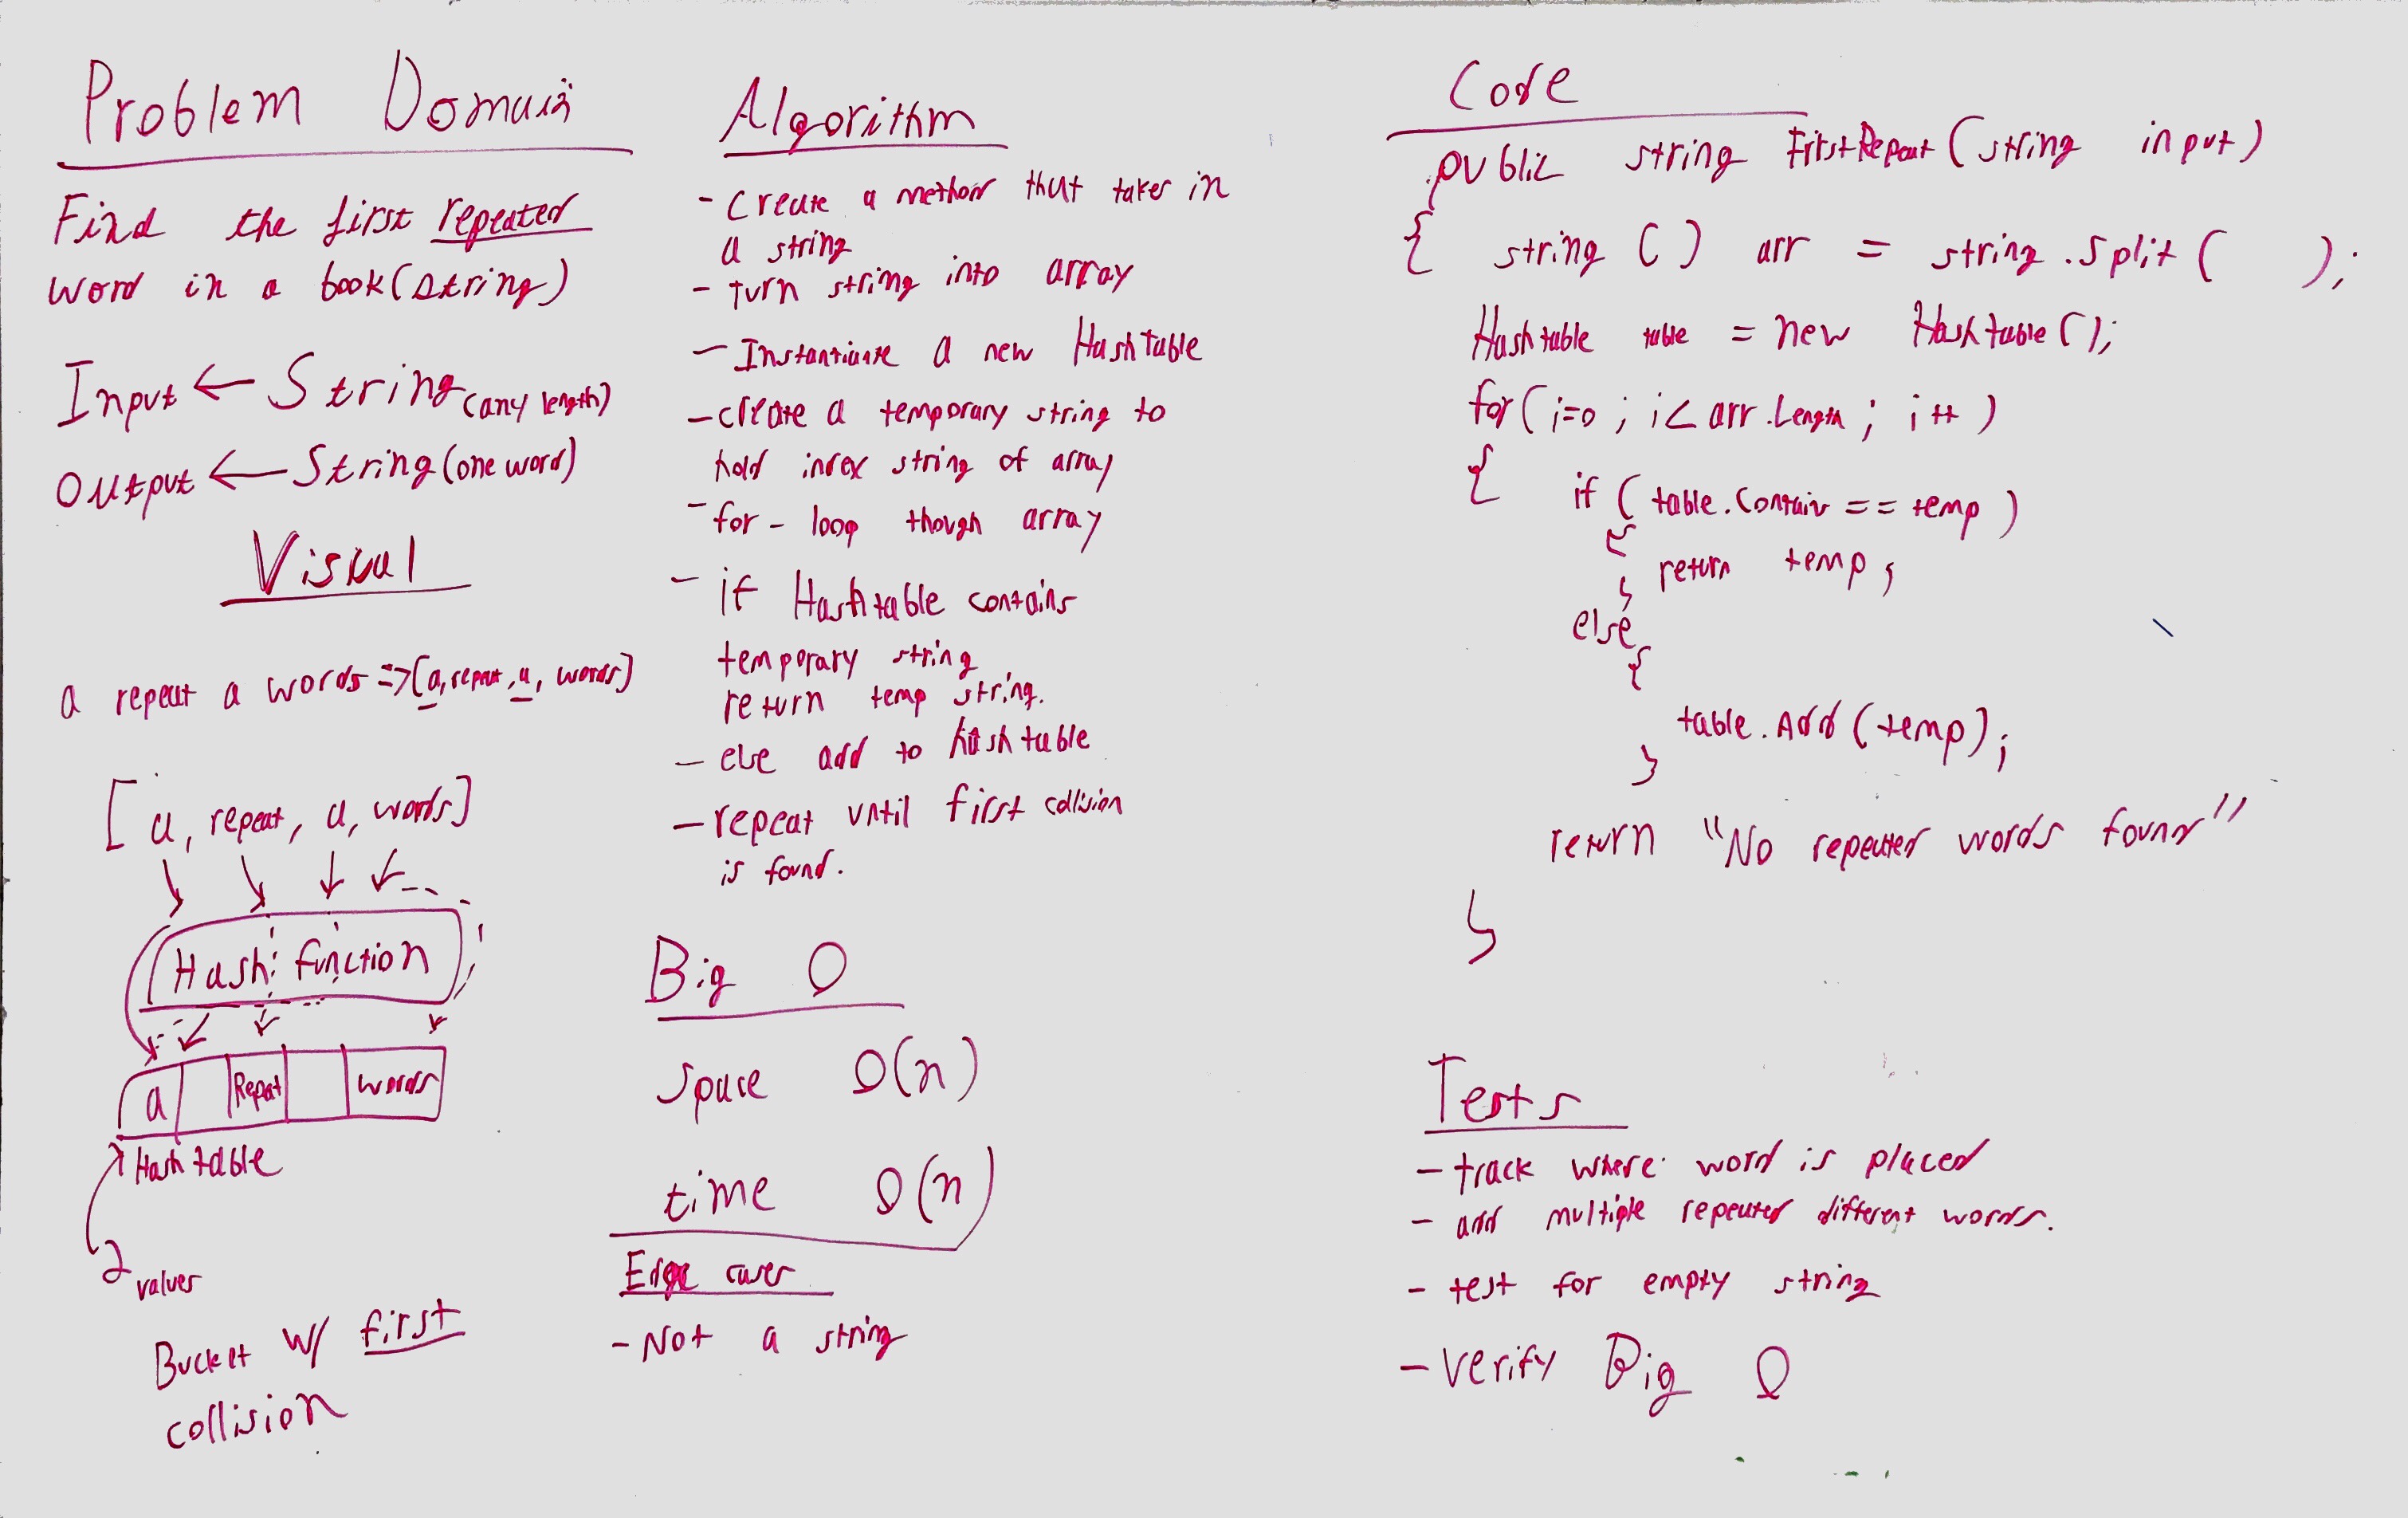 Problem Domain
Find the first repeated
word in a book(string)
Input ← String (any length)
Output ← String (one word)
Visual
a repeat a words => [a, repeat, a, words]
[a, repeat, a, words]
Hash function
a Repat words
Hash table
2 values
Bucket w/ first
collision
Algorithm
- Create a method that takes in
a string
- turn string into array
- Instantiate a new Hash Table
- create a temporary string to
hold index string of array
- for - loop though array
- if Hashtable contains
temporary string
return temp string.
- else add to hash table
- repeat until first collision
is found.
Big O
Space O(n)
time O(n)
Edge cases
- Not a string
Code
public string FirstRepeat (string input)
{ string () arr = string.Split( );
Hashtable table = new Hashtable();
for (i=0 ; i< arr.Length ; i++ )
{ if ( table.Contain == temp )
{
} return temp;
else
{
table.Add (temp);
}
return "No repeated words found"
}
Tests
- track where word is placed
- add multiple repeated different words.
- test for empty string
- verify Big O